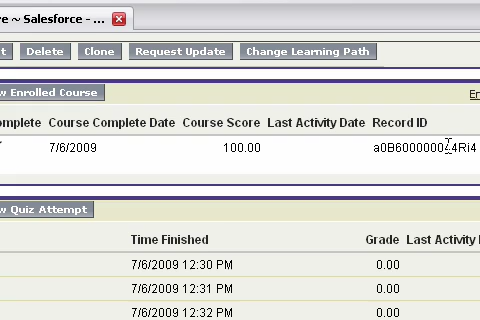 e ~ Salesforce - ...
t Delete Clone Request Update Change Learning Path
w Enrolled Course
omplete Course Complete Date Course Score Last Activity Date Record ID
7/6/2009 100.00
w Quiz Attempt
Time Finished Grade Last Activity
7/6/2009 12:30 PM 0.00
7/6/2009 12:31 PM 0.00
7/6/2009 12:32 PM 0.00